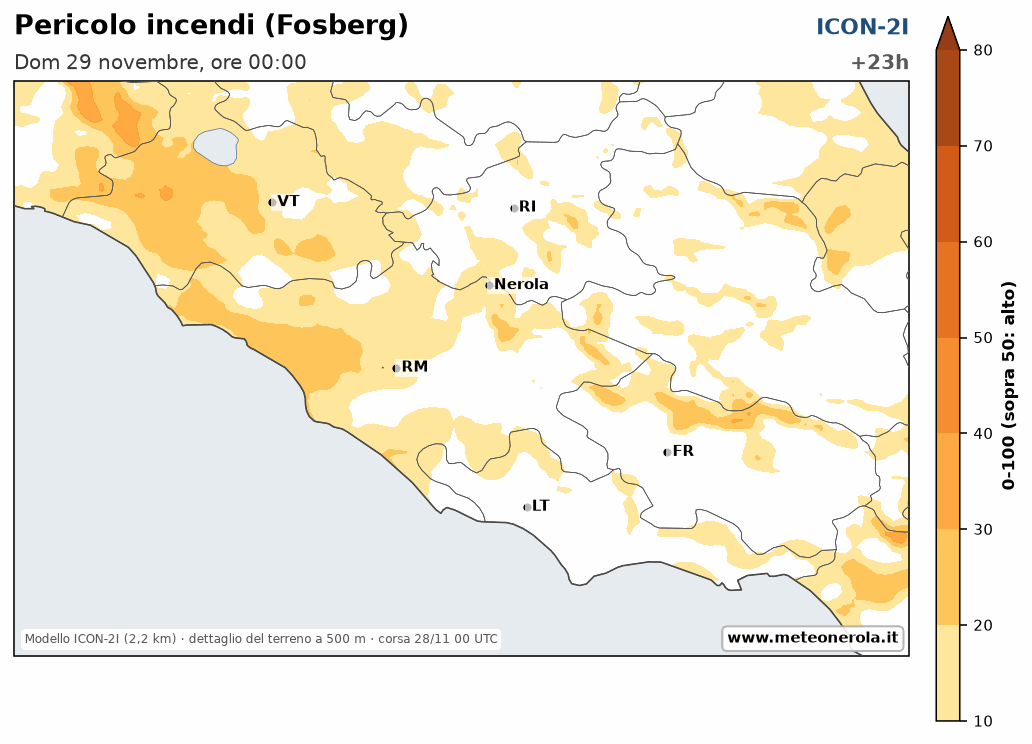 Pericolo incendi (Fosberg)
ICON-2I
Dom 29 novembre, ore 00:00
+23h
VT
RI
Nerola
RM
FR
LT
Modello ICON-2I (2,2 km) · dettaglio del terreno a 500 m · corsa 28/11 00 UTC
www.meteonerola.it
80
70
60
50
40
30
20
10
0-100 (sopra 50: alto)